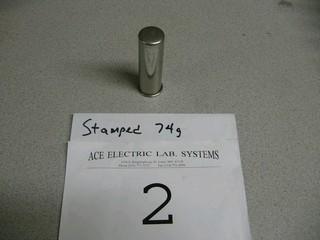 Stamped 74g
ACE ELECTRIC LAB. SYSTEMS
2